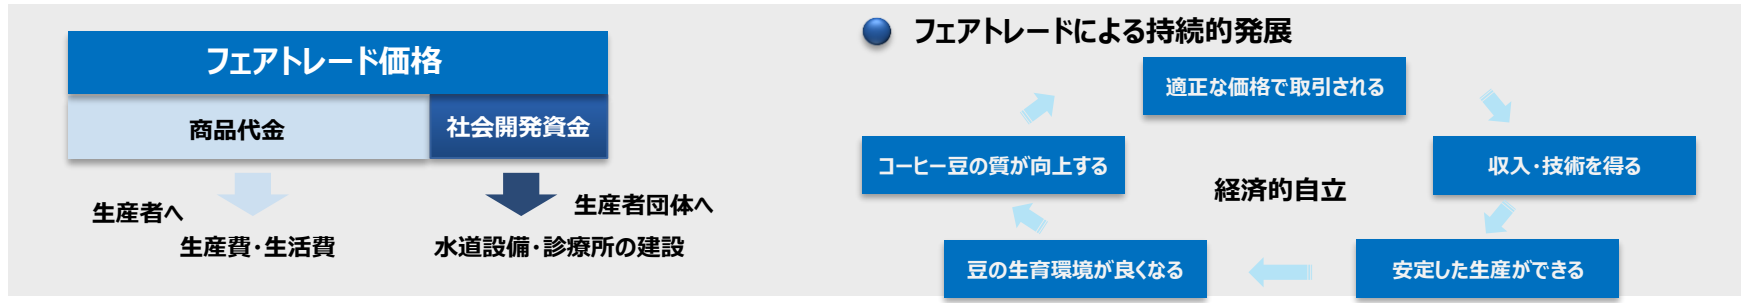 フェアトレード価格
商品代金
社会開発資金
生産者へ
生産費・生活費
生産者団体へ
水道設備・診療所の建設
フェアトレードによる持続的発展
適正な価格で取引される
収入・技術を得る
安定した生産ができる
豆の生育環境が良くなる
コーヒー豆の質が向上する
経済的自立